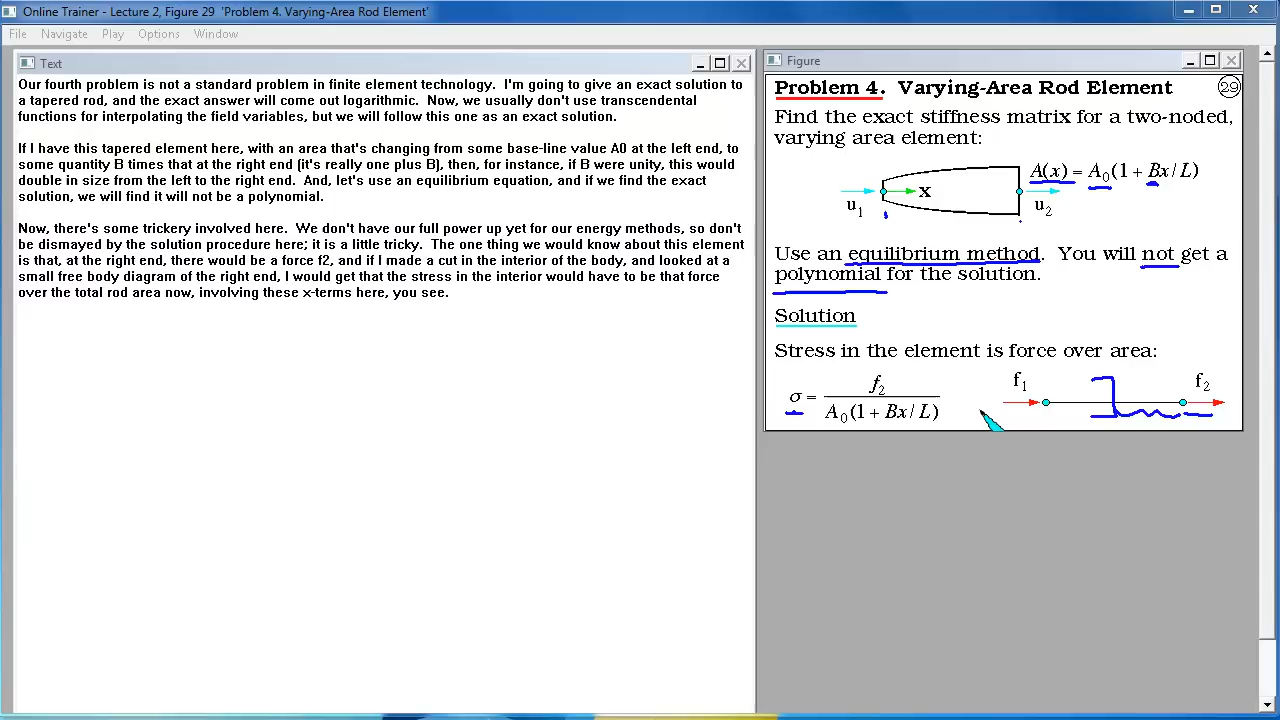 Online Trainer - Lecture 2, Figure 29 'Problem 4. Varying-Area Rod Element'
File Navigate Play Options Window
Text
Our fourth problem is not a standard problem in finite element technology. I'm going to give an exact solution to
a tapered rod, and the exact answer will come out logarithmic. Now, we usually don't use transcendental
functions for interpolating the field variables, but we will follow this one as an exact solution.
If I have this tapered element here, with an area that's changing from some base-line value A0 at the left end, to
some quantity B times that at the right end [it's really one plus B], then, for instance, if B were unity, this would
double in size from the left to the right end. And, let's use an equilibrium equation, and if we find the exact
solution, we will find it will not be a polynomial.
Now, there's some trickery involved here. We don't have our full power up yet for our energy methods, so don't
be dismayed by the solution procedure here; it is a little tricky. The one thing we would know about this element
is that, at the right end, there would be a force f2, and if I made a cut in the interior of the body, and looked at a
small free body diagram of the right end, I would get that the stress in the interior would have to be that force
over the total rod area now, involving these x-terms here, you see.
Figure
Problem 4. Varying-Area Rod Element 29
Find the exact stiffness matrix for a two-noded,
varying area element:
A(x) = A₀(1 + Bx/L)
x
u₁ u₂
Use an equilibrium method. You will not get a
polynomial for the solution.
Solution
Stress in the element is force over area:
σ = f₂ / A₀(1 + Bx/L)
f₁ f₂